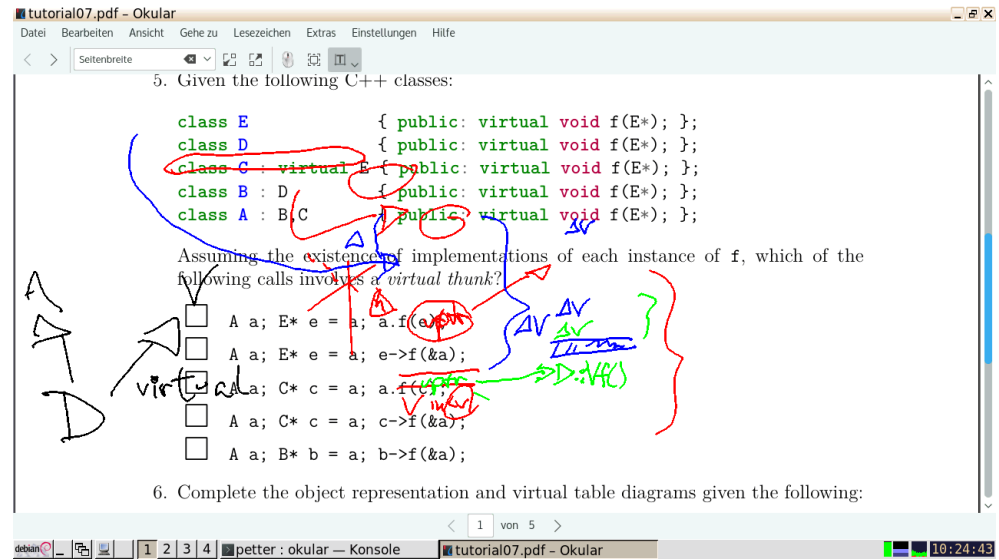 tutorial07.pdf – Okular
Datei Bearbeiten Ansicht Gehe zu Lesezeichen Extras Einstellungen Hilfe
Seitenbreite
5. Given the following C++ classes:
class E { public: virtual void f(E*); };
class D { public: virtual void f(E*); };
class C : virtual E { public: virtual void f(E*); };
class B : D { public: virtual void f(E*); };
class A : B,C { public: virtual void f(E*); };
ΔV
Δ
Assuming the existence of implementations of each instance of f, which of the
following calls involves a virtual thunk?
A
A a; E* e = a; a.f(e);
ΔV
ΔV
ΔV
A a; E* e = a; e->f(&a);
virtual
A a; C* c = a; a.f(c);
D::Vf()
D
A a; C* c = a; c->f(&a);
A a; B* b = a; b->f(&a);
6. Complete the object representation and virtual table diagrams given the following:
1 von 5
debian 1 2 3 4 petter : okular — Konsole tutorial07.pdf – Okular 10:24:43